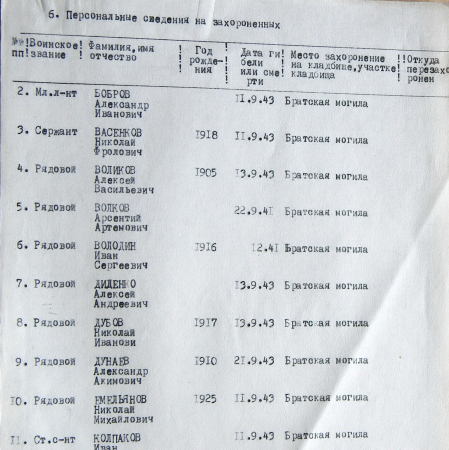 6. Персональные сведения на захороненных
№№!Воинское! Фамилия,имя ! Год ! Дата ги! Место захоронение !!Откуда
пп!звание ! отчество ! рожде-! бели ! на кладбище,участке! перезах
! ! ния ! или сме ! кладбища ! ронен
! рти !
2. Мл.л-нт БОБРОВ 11.9.43 Братская могила
Александр
Иванович
3. Сержант ВАСЕНКОВ 1918 11.9.43 Братская могила
Николай
Фролович
4. Рядовой ВОЛИКОВ 1905 13.9.43 Братская могила
Алексей
Васильевич
5. Рядовой ВОЛКОВ 22.9.41 Братская могила
Арсентий
Артемович
6. Рядовой ВОЛОДИН 1916 12.41 Братская могила
Иван
Сергеевич
7. Рядовой ДИДЕНКО 13.9.43 Братская могила
Алексей
Андреевич
8. Рядовой ДУБОВ 1917 13.9.43 Братская могила
Николай
Иванови
9. Рядовой ДУНАЕВ 1910 21.9.43 Братская могила
Александр
Акимович
10. Рядовой ЕМЕЛЬЯНОВ 1925 11.9.43 Братская могила
Николай
Михайлович
11. Ст.с-нт КОЛПАКОВ 11.9.43 Братская могила
Иван